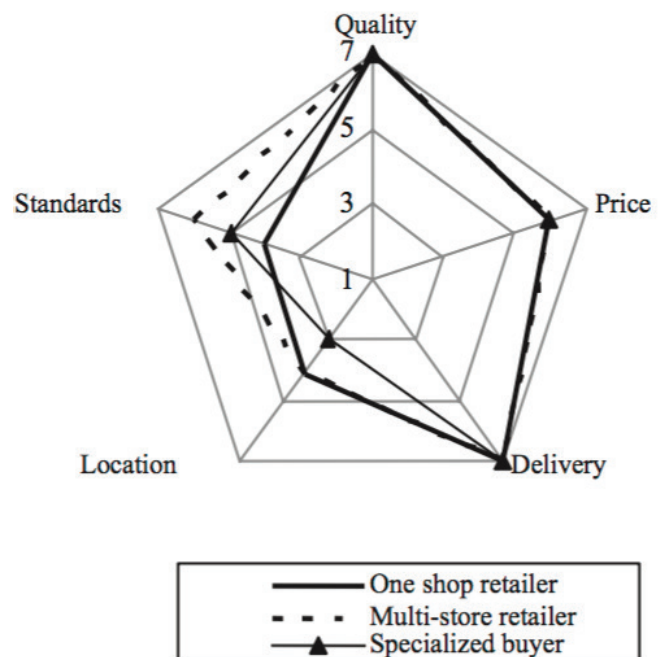 Quality
7
5
Standards
Price
3
1
Location
Delivery
One shop retailer
Multi-store retailer
Specialized buyer